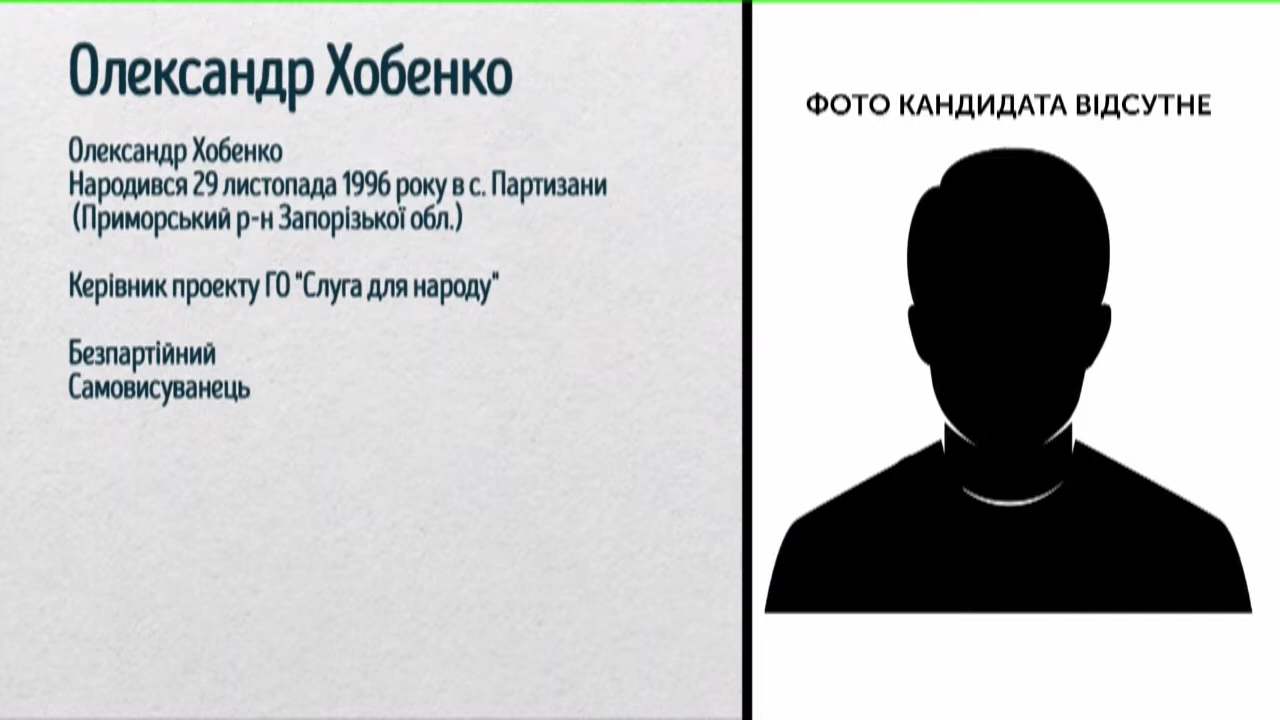 Олександр Хобенко
Олександр Хобенко
Народився 29 листопада 1996 року в с. Партизани
(Приморський р-н Запорізької обл.)
Керівник проекту ГО "Слуга для народу"
Безпартійний
Самовисуванець
ФОТО КАНДИДАТА ВІДСУТНЕ